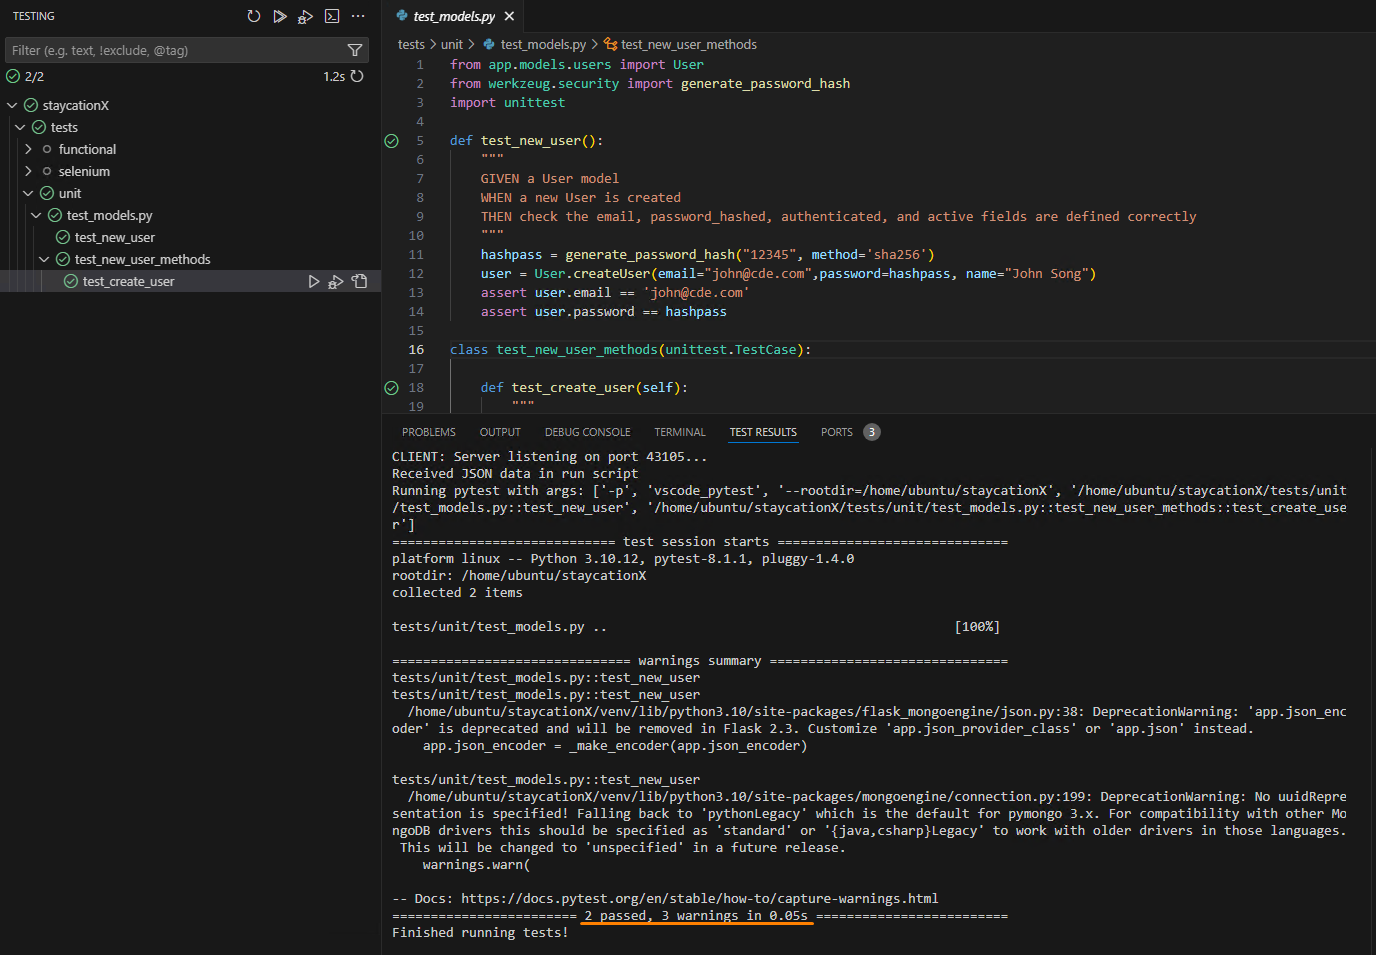 TESTING
Filter (e.g. text, !exclude, @tag)
2/2
1.2s
staycationX
tests
functional
selenium
unit
test_models.py
test_new_user
test_new_user_methods
test_create_user
test_models.py
tests > unit > test_models.py > test_new_user_methods
1 from app.models.users import User
2 from werkzeug.security import generate_password_hash
3 import unittest
4
5 def test_new_user():
6 """
7 GIVEN a User model
8 WHEN a new User is created
9 THEN check the email, password_hashed, authenticated, and active fields are defined correctly
10 """
11 hashpass = generate_password_hash("12345", method='sha256')
12 user = User.createUser(email="john@cde.com",password=hashpass, name="John Song")
13 assert user.email == 'john@cde.com'
14 assert user.password == hashpass
15
16 class test_new_user_methods(unittest.TestCase):
17
18 def test_create_user(self):
19 """
PROBLEMS OUTPUT DEBUG CONSOLE TERMINAL TEST RESULTS PORTS 3
CLIENT: Server listening on port 43105...
Received JSON data in run script
Running pytest with args: ['-p', 'vscode_pytest', '--rootdir=/home/ubuntu/staycationX', '/home/ubuntu/staycationX/tests/unit
/test_models.py::test_new_user', '/home/ubuntu/staycationX/tests/unit/test_models.py::test_new_user_methods::test_create_use
r']
============================= test session starts ==============================
platform linux -- Python 3.10.12, pytest-8.1.1, pluggy-1.4.0
rootdir: /home/ubuntu/staycationX
collected 2 items
tests/unit/test_models.py .. [100%]
=============================== warnings summary ===============================
tests/unit/test_models.py::test_new_user
tests/unit/test_models.py::test_new_user
/home/ubuntu/staycationX/venv/lib/python3.10/site-packages/flask_mongoengine/json.py:38: DeprecationWarning: 'app.json_enc
oder' is deprecated and will be removed in Flask 2.3. Customize 'app.json_provider_class' or 'app.json' instead.
app.json_encoder = _make_encoder(app.json_encoder)
tests/unit/test_models.py::test_new_user
/home/ubuntu/staycationX/venv/lib/python3.10/site-packages/mongoengine/connection.py:199: DeprecationWarning: No uuidRepre
sentation is specified! Falling back to 'pythonLegacy' which is the default for pymongo 3.x. For compatibility with other Mo
ngoDB drivers this should be specified as 'standard' or '{java,csharp}Legacy' to work with older drivers in those languages.
This will be changed to 'unspecified' in a future release.
warnings.warn(
-- Docs: https://docs.pytest.org/en/stable/how-to/capture-warnings.html
======================== 2 passed, 3 warnings in 0.05s =========================
Finished running tests!